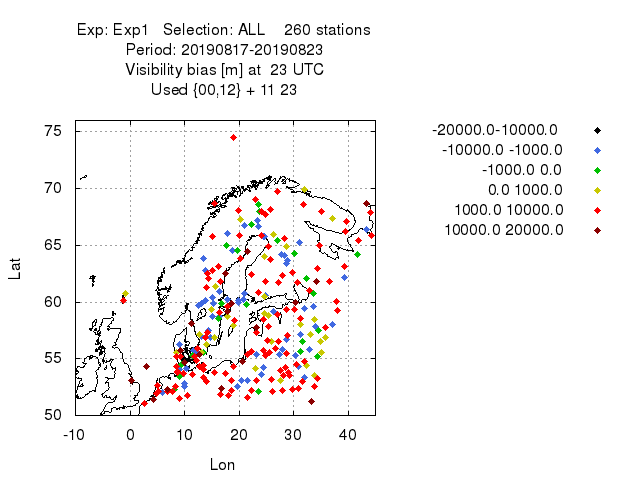 Exp: Exp1 Selection: ALL 260 stations
Period: 20190817-20190823
Visibility bias [m] at 23 UTC
Used {00,12} + 11 23
-20000.0-10000.0
-10000.0 -1000.0
-1000.0 0.0
0.0 1000.0
1000.0 10000.0
10000.0 20000.0
75
70
65
60
55
50
Lat
-10 0 10 20 30 40
Lon